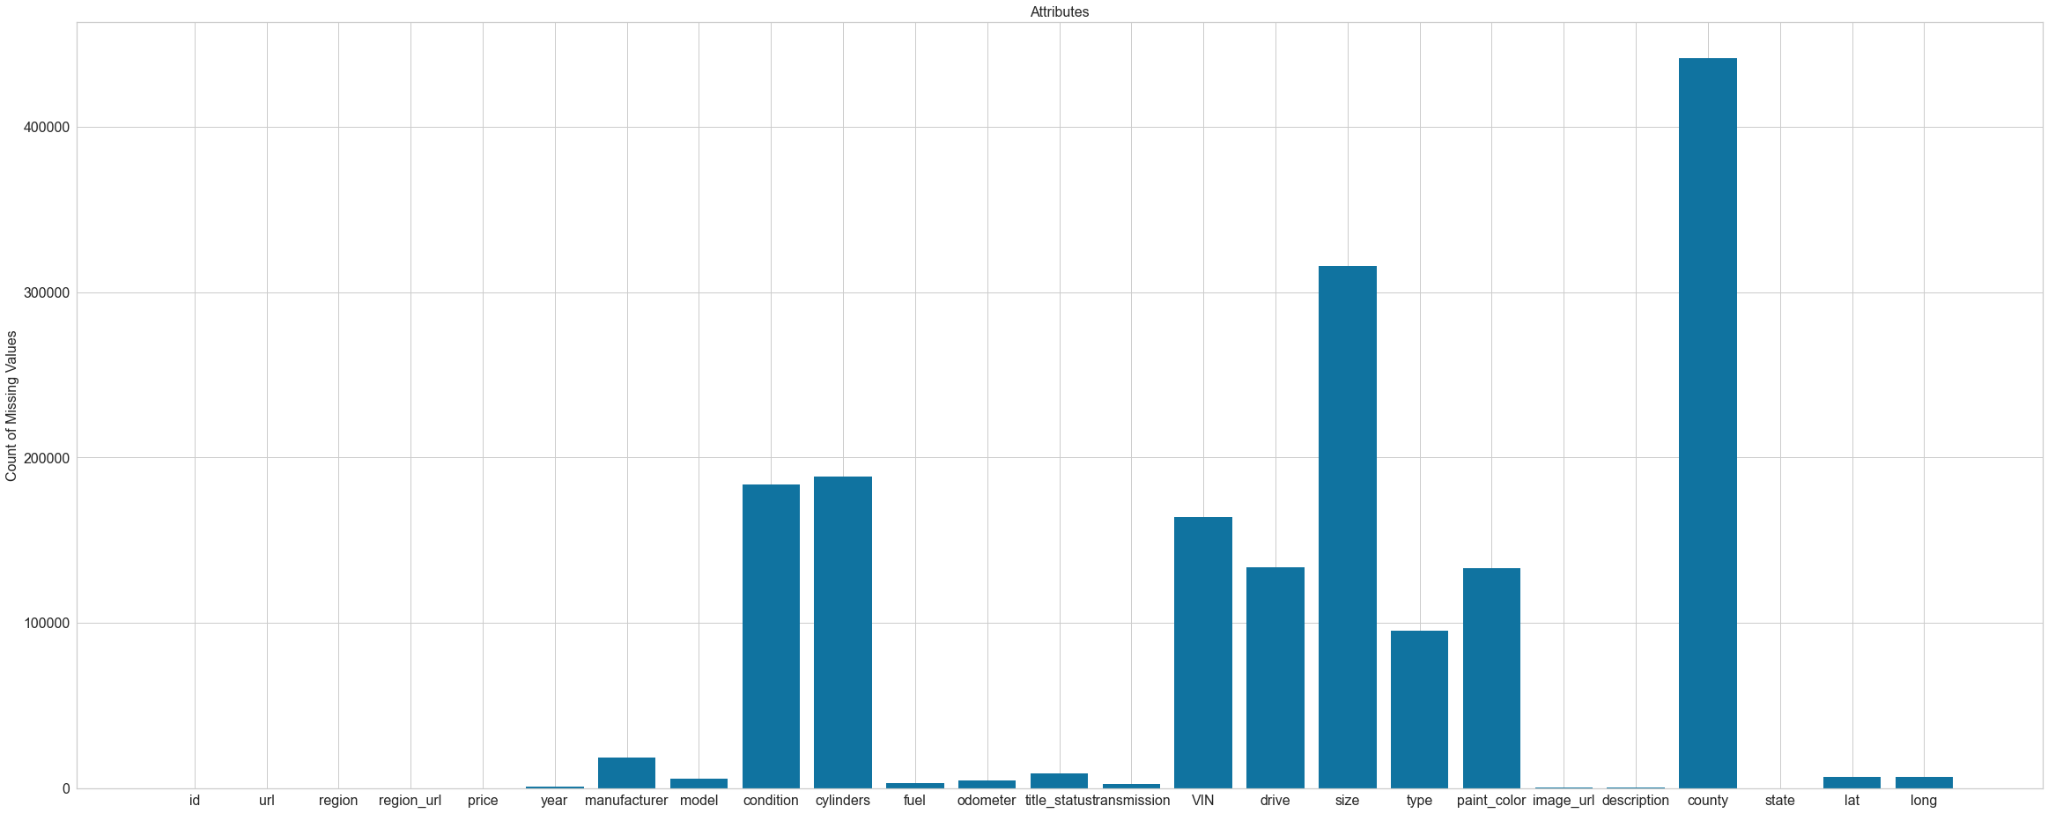 Attributes
Count of Missing Values
400000
300000
200000
100000
0
id url region region_url price year manufacturer model condition cylinders fuel odometer title_status transmission VIN drive size type paint_color image_url description county state lat long